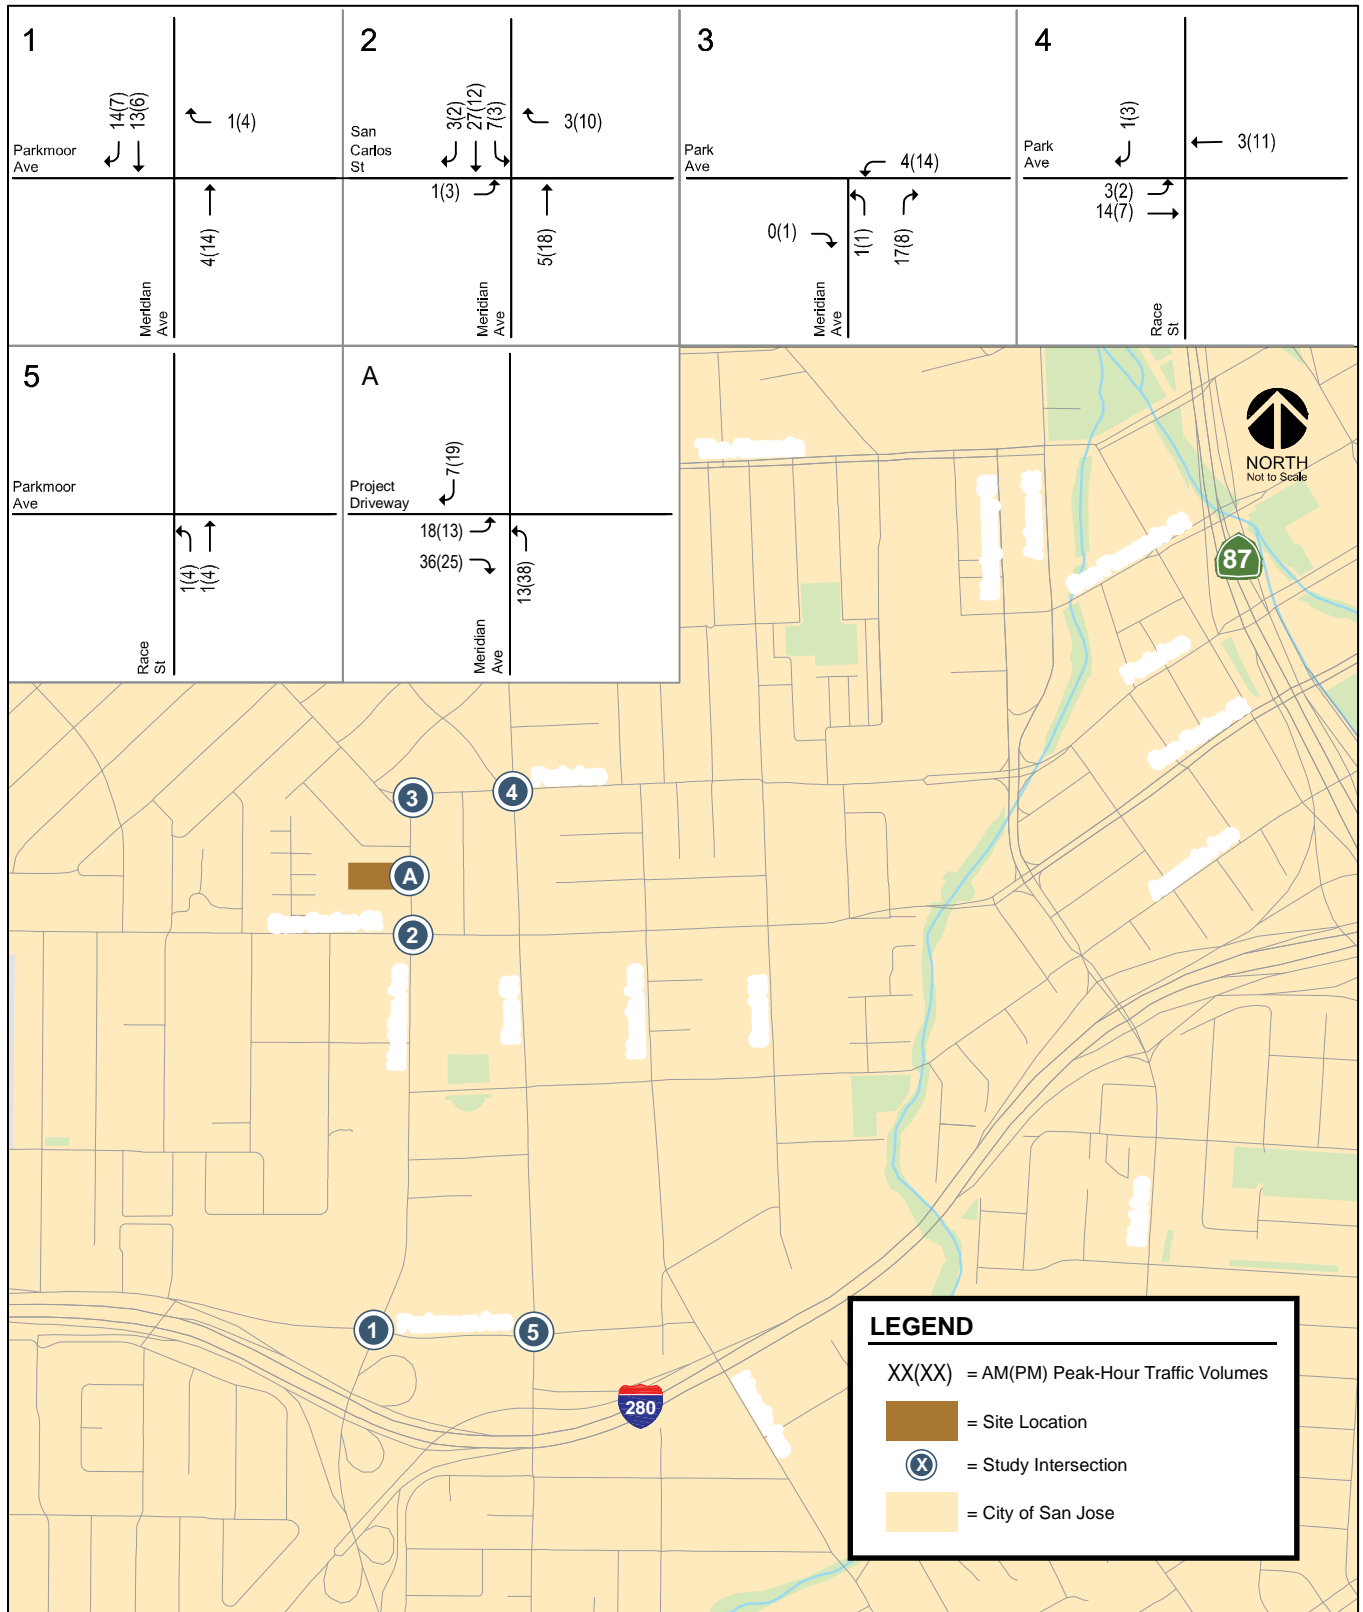 1
14(7)
13(6)
1(4)
Parkmoor
Ave
4(14)
Meridian
Ave
2
3(2)
27(12)
7(3)
3(10)
San
Carlos
St
1(3)
5(18)
Meridian
Ave
3
Park
Ave
4(14)
0(1)
1(1)
17(8)
Meridian
Ave
4
1(3)
3(11)
Park
Ave
3(2)
14(7)
Race
St
5
Parkmoor
Ave
1(4)
1(4)
Race
St
A
7(19)
Project
Driveway
18(13)
36(25)
13(38)
Meridian
Ave
NORTH
Not to Scale
87
3
4
A
2
1
5
280
LEGEND
XX(XX) = AM(PM) Peak-Hour Traffic Volumes
= Site Location
X = Study Intersection
= City of San Jose